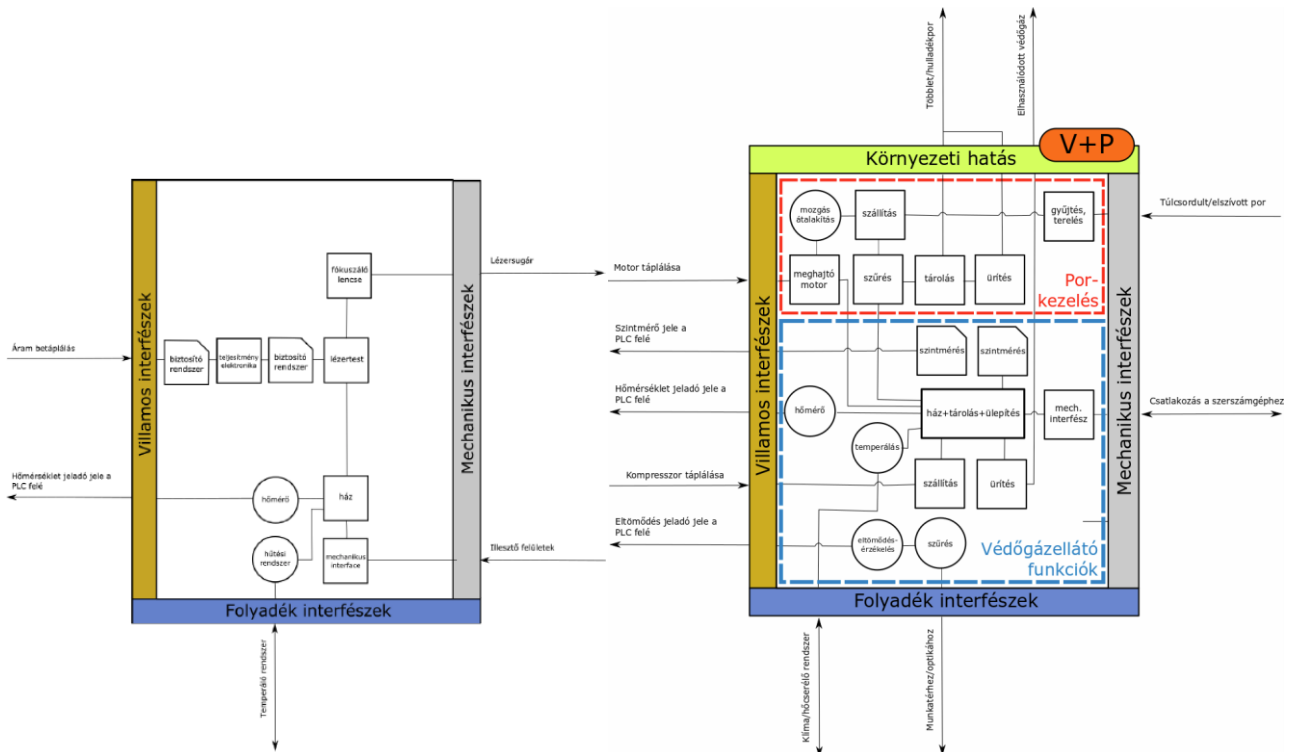 Villamos interfészek
Mechanikus interfészek
Folyadék interfészek
fókuszáló
lencse
Lézersugár
Áram betáplálás
biztosító
rendszer
teljesítmény
elektronika
biztosító
rendszer
lézertest
Hőmérséklet jeladó jele a
PLC felé
hőmérő
ház
hűtési
rendszer
mechanikus
interface
Illesztő felületek
Temperáló rendszer
Többlet/hulladékpor
Elhasználódott védőgáz
V+P
Környezeti hatás
Villamos interfészek
Mechanikus interfészek
Folyadék interfészek
mozgás
átalakítás
szállítás
gyűjtés,
terelés
Túlcsordult/elszívott por
Motor táplálása
meghajtó
motor
szűrés
tárolás
ürítés
Por-
kezelés
Szintmérő jele a
PLC felé
szintmérés
szintmérés
Hőmérséklet jeladó jele a
PLC felé
hőmérő
ház+tárolás+ülepítés
mech.
interfész
Csatlakozás a szerszámgéphez
temperálás
Kompresszor táplálása
szállítás
ürítés
Eltömődés jeladó jele a
PLC felé
eltömődés-
érzékelés
szűrés
Védőgázellátó
funkciók
Klíma/hőcserélő rendszer
Munkatérhez/optikához